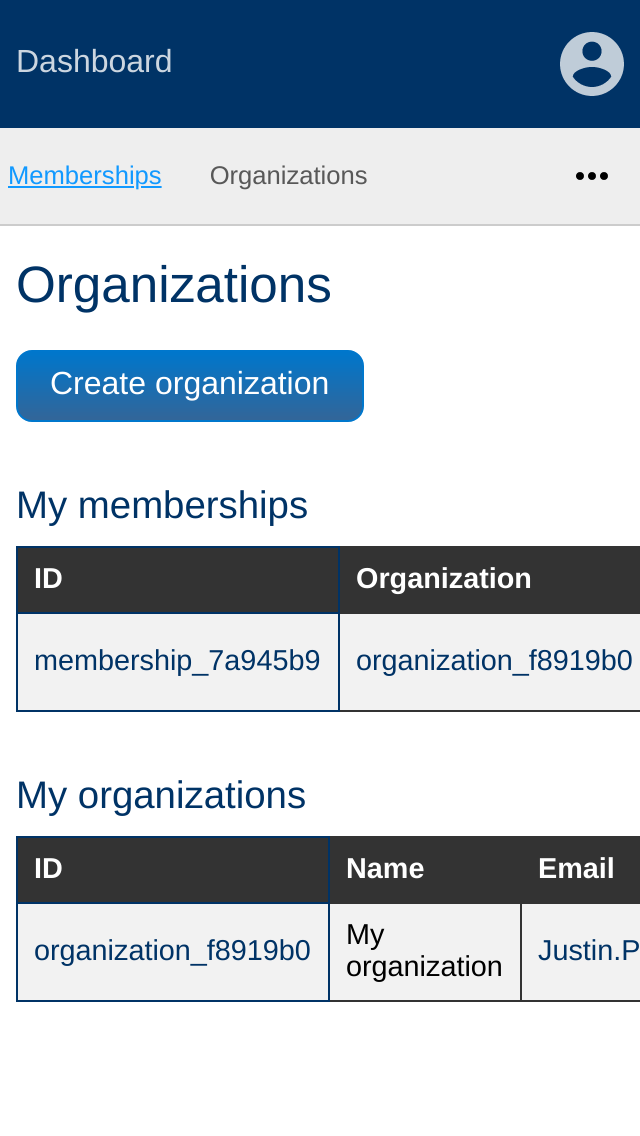 Dashboard
Memberships Organizations
Organizations
Create organization
My memberships
ID Organization
membership_7a945b9 organization_f8919b0
My organizations
ID Name Email
organization_f8919b0 My organization Justin.P